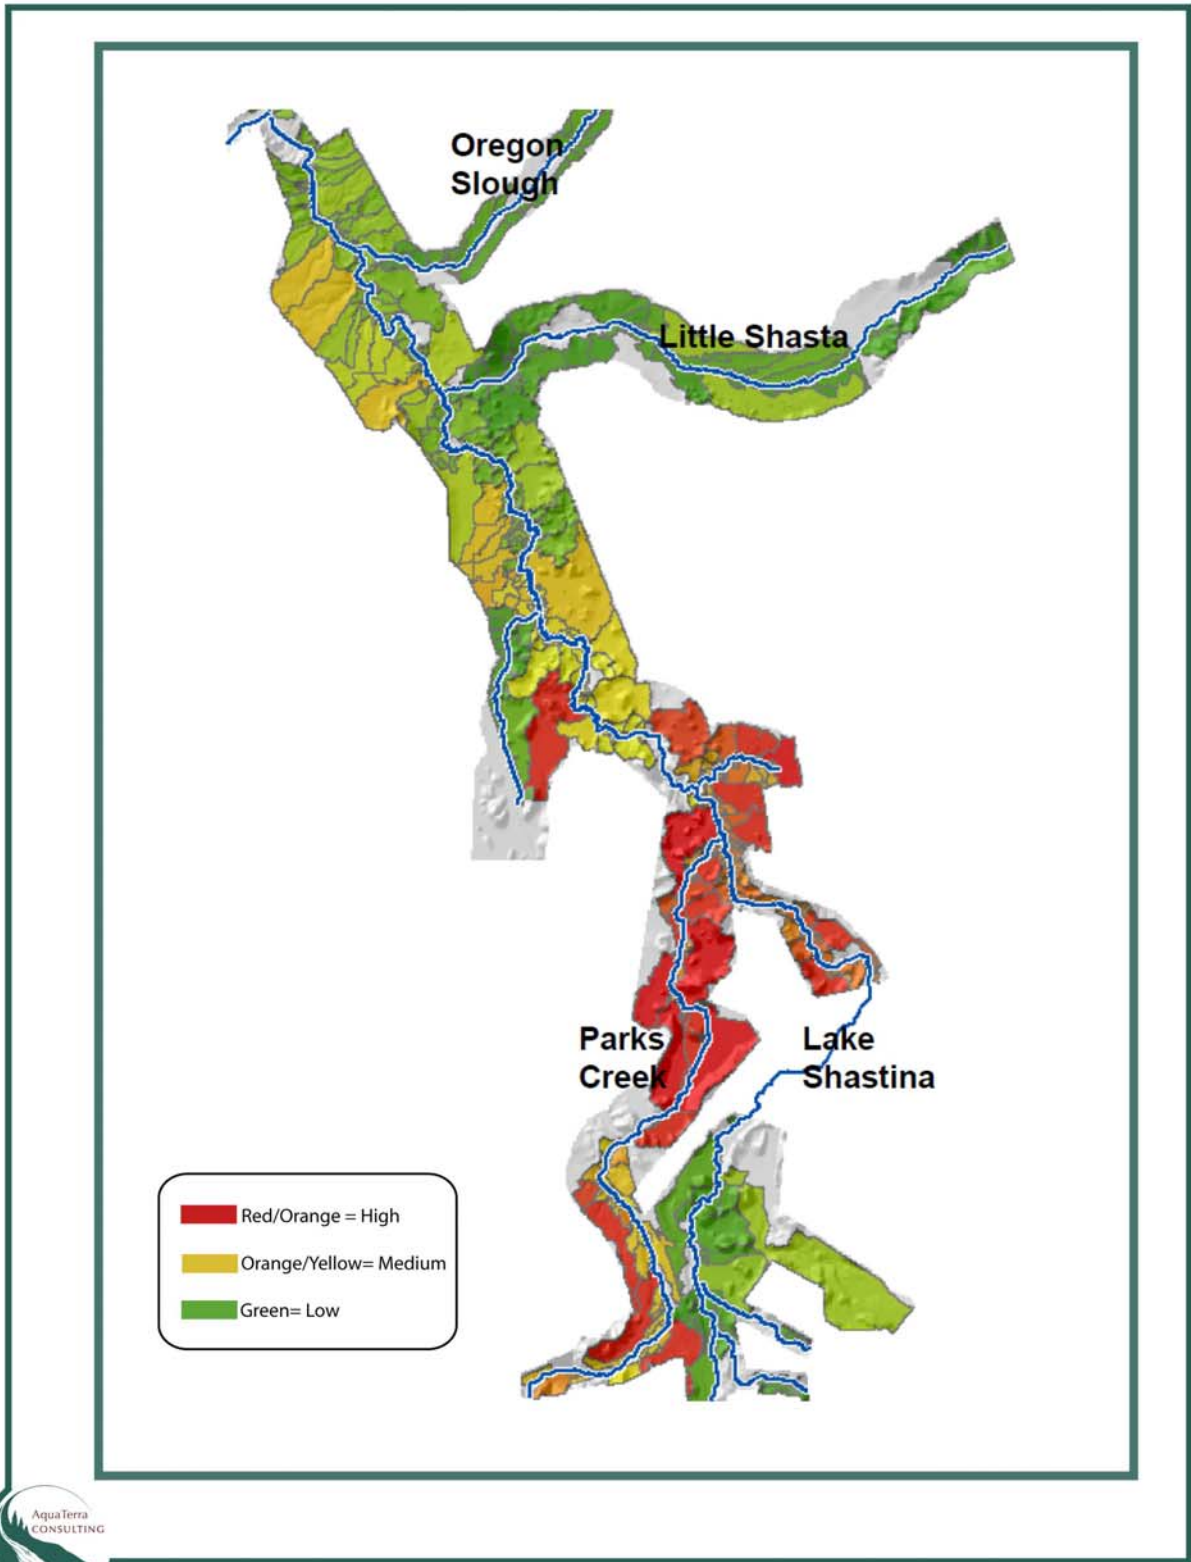 Oregon
Slough
Little Shasta
Parks
Creek
Lake
Shastina
Red/Orange = High
Orange/Yellow= Medium
Green= Low
AquaTerra
CONSULTING